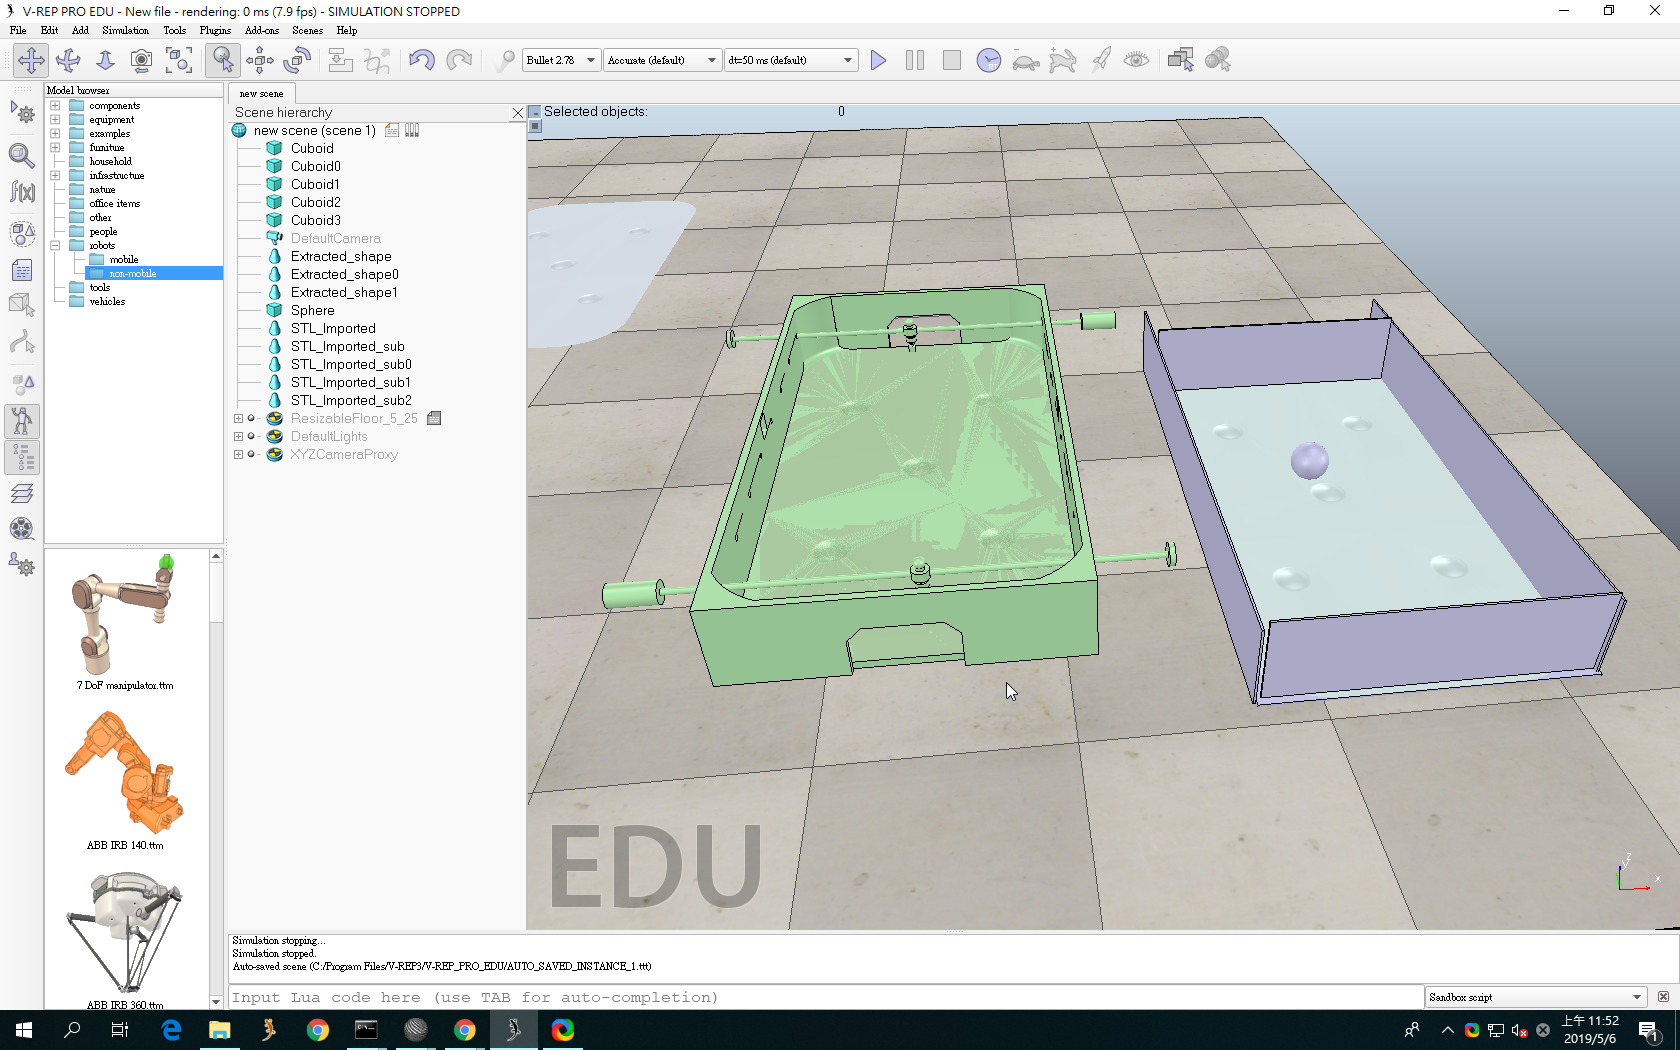 V-REP PRO EDU - New file - rendering: 0 ms (7.9 fps) - SIMULATION STOPPED
File Edit Add Simulation Tools Plugins Add-ons Scenes Help
Bullet 2.78 Accurate (default) dt=50 ms (default)
Model browser
components
equipment
examples
furniture
household
infrastructure
nature
office items
other
people
robots
mobile
non-mobile
tools
vehicles
7 DoF manipulator.ttm
ABB IRB 140.ttm
ABB IRB 360.ttm
new scene
Scene hierarchy
new scene (scene 1)
Cuboid
Cuboid0
Cuboid1
Cuboid2
Cuboid3
DefaultCamera
Extracted_shape
Extracted_shape0
Extracted_shape1
Sphere
STL_Imported
STL_Imported_sub
STL_Imported_sub0
STL_Imported_sub1
STL_Imported_sub2
ResizableFloor_5_25
DefaultLights
XYZCameraProxy
Selected objects: 0
EDU
z
y
x
Simulation stopping...
Simulation stopped.
Auto-saved scene (C:/Program Files/V-REP3/V-REP_PRO_EDU/AUTO_SAVED_INSTANCE_1.ttt)
Input Lua code here (use TAB for auto-completion)
Sandbox script
上午 11:52
2019/5/6
1